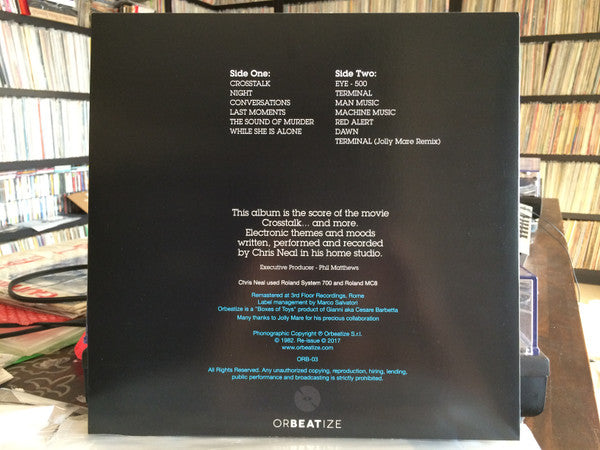 Side One:
CROSSTALK
NIGHT
CONVERSATIONS
LAST MOMENTS
THE SOUND OF MURDER
WHILE SHE IS ALONE
Side Two:
EYE - 500
TERMINAL
MAN MUSIC
MACHINE MUSIC
RED ALERT
DAWN
TERMINAL (Jolly Mare Remix)
This album is the score of the movie
Crosstalk... and more.
Electronic themes and moods
written, performed and recorded
by Chris Neal in his home studio.
Executive Producer - Phil Matthews
Chris Neal used Roland System 700 and Roland MC8
Remastered at 3rd Floor Recordings, Rome
Label management by Marco Salvatori
Orbeatize is a "Boxes of Toys" product of Gianni aka Cesare Barbetta
Many thanks to Jolly Mare for his precious collaboration
Phonographic Copyright ℗ Orbeatize S.r.l.
© 1982. Re-issue © 2017
www.orbeatize.com
ORB-03
All Rights Reserved. Any unauthorized copying, reproduction, hiring, lending,
public performance and broadcasting is strictly prohibited.
ORBEATIZE